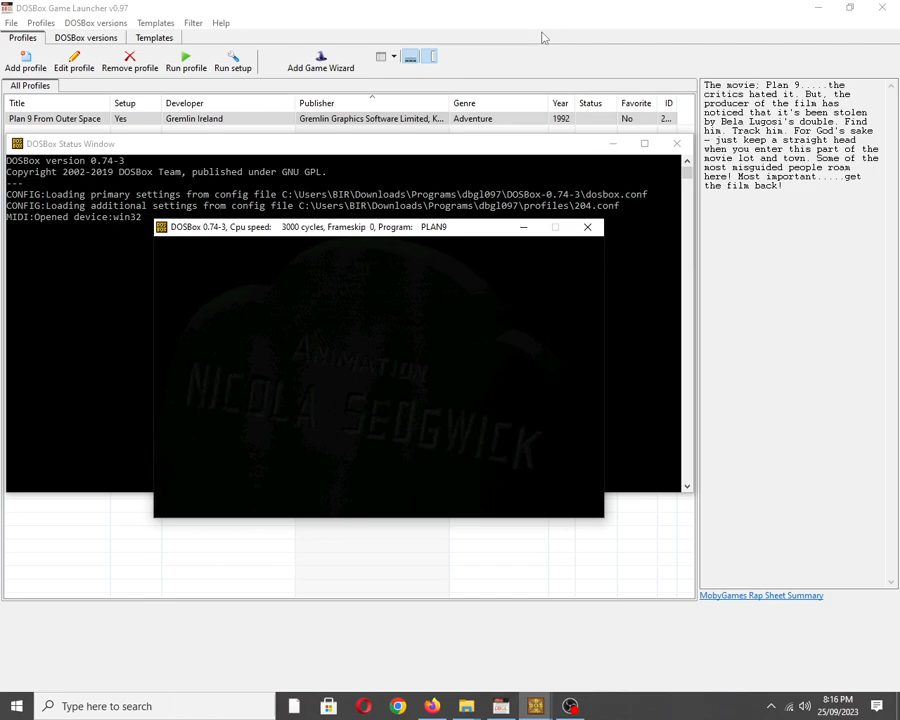 DOSBox Game Launcher v0.97
File Profiles DOSBox versions Templates Filter Help
Profiles DOSBox versions Templates
Add profile Edit profile Remove profile Run profile Run setup Add Game Wizard
All Profiles
Title Setup Developer Publisher Genre Year Status Favorite ID
Plan 9 From Outer Space Yes Gremlin Ireland Gremlin Graphics Software Limited, K... Adventure 1992 No 2...
The movie; Plan 9.....the
critics hated it. But, the
producer of the film has
noticed that it's been stolen
by Bela Lugosi's double. Find
him. Track him. For God's sake
– just keep a straight head
when you enter this part of the
movie lot and town. Some of the
most misguided people roam
here! Most important.....get
the film back!
MobyGames Rap Sheet Summary
DOSBox Status Window
DOSBox version 0.74-3
Copyright 2002-2019 DOSBox Team, published under GNU GPL.
---
CONFIG:Loading primary settings from config file C:\Users\BIR\Downloads\Programs\dbgl097\DOSBox-0.74-3\dosbox.conf
CONFIG:Loading additional settings from config file C:\Users\BIR\Downloads\Programs\dbgl097\profiles\204.conf
MIDI:Opened device:win32
DOSBox 0.74-3, Cpu speed: 3000 cycles, Frameskip 0, Program: PLAN9
ANIMATION
NICOLA SEDGWICK
Type here to search
8:16 PM
25/09/2023